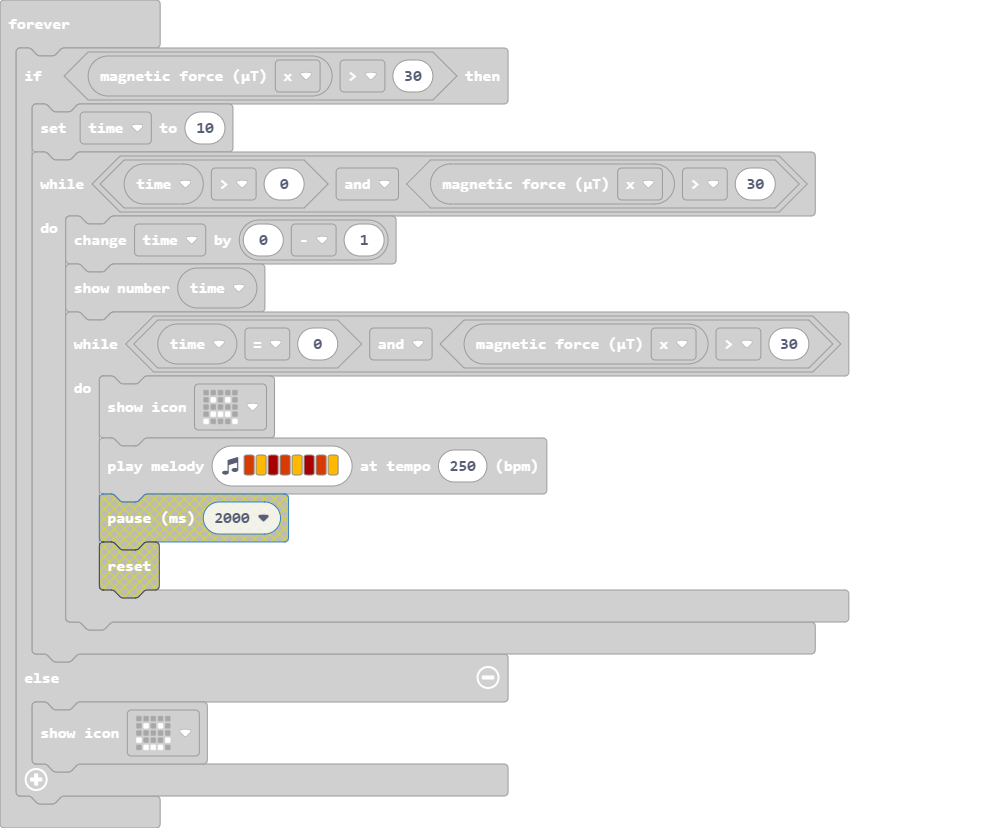 forever
if magnetic force (µT) x > 30 then
set time to 10
while time > 0 and magnetic force (µT) x > 30
do
change time by 0 - 1
show number time
while time = 0 and magnetic force (µT) x > 30
do
show icon
play melody at tempo 250 (bpm)
pause (ms) 2000
reset
else
show icon